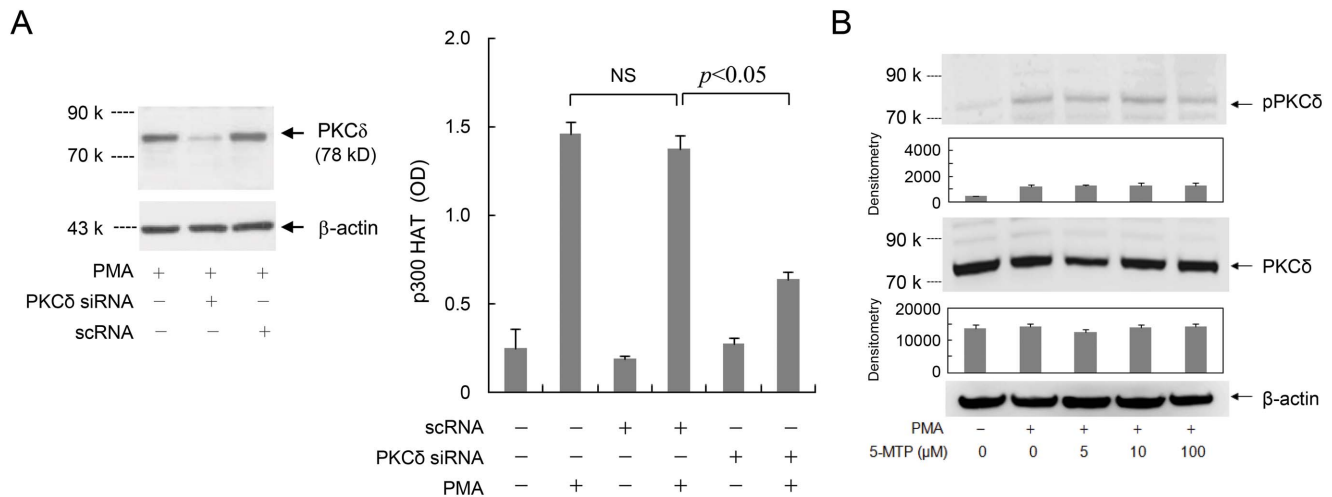 A
90 k ----
70 k ----
PKCδ
(78 kD)
43 k ----
β-actin
PMA + + +
PKCδ siRNA − + −
scRNA − − +
p300 HAT (OD)
2.0
1.5
1.0
0.5
0
NS
p<0.05
scRNA − − + + − −
PKCδ siRNA − − − − + +
PMA − + − + − +
B
90 k ----
70 k ----
pPKCδ
Densitometry
4000
2000
0
90 k ----
70 k ----
PKCδ
Densitometry
20000
10000
0
β-actin
PMA − + + + +
5-MTP (μM) 0 0 5 10 100